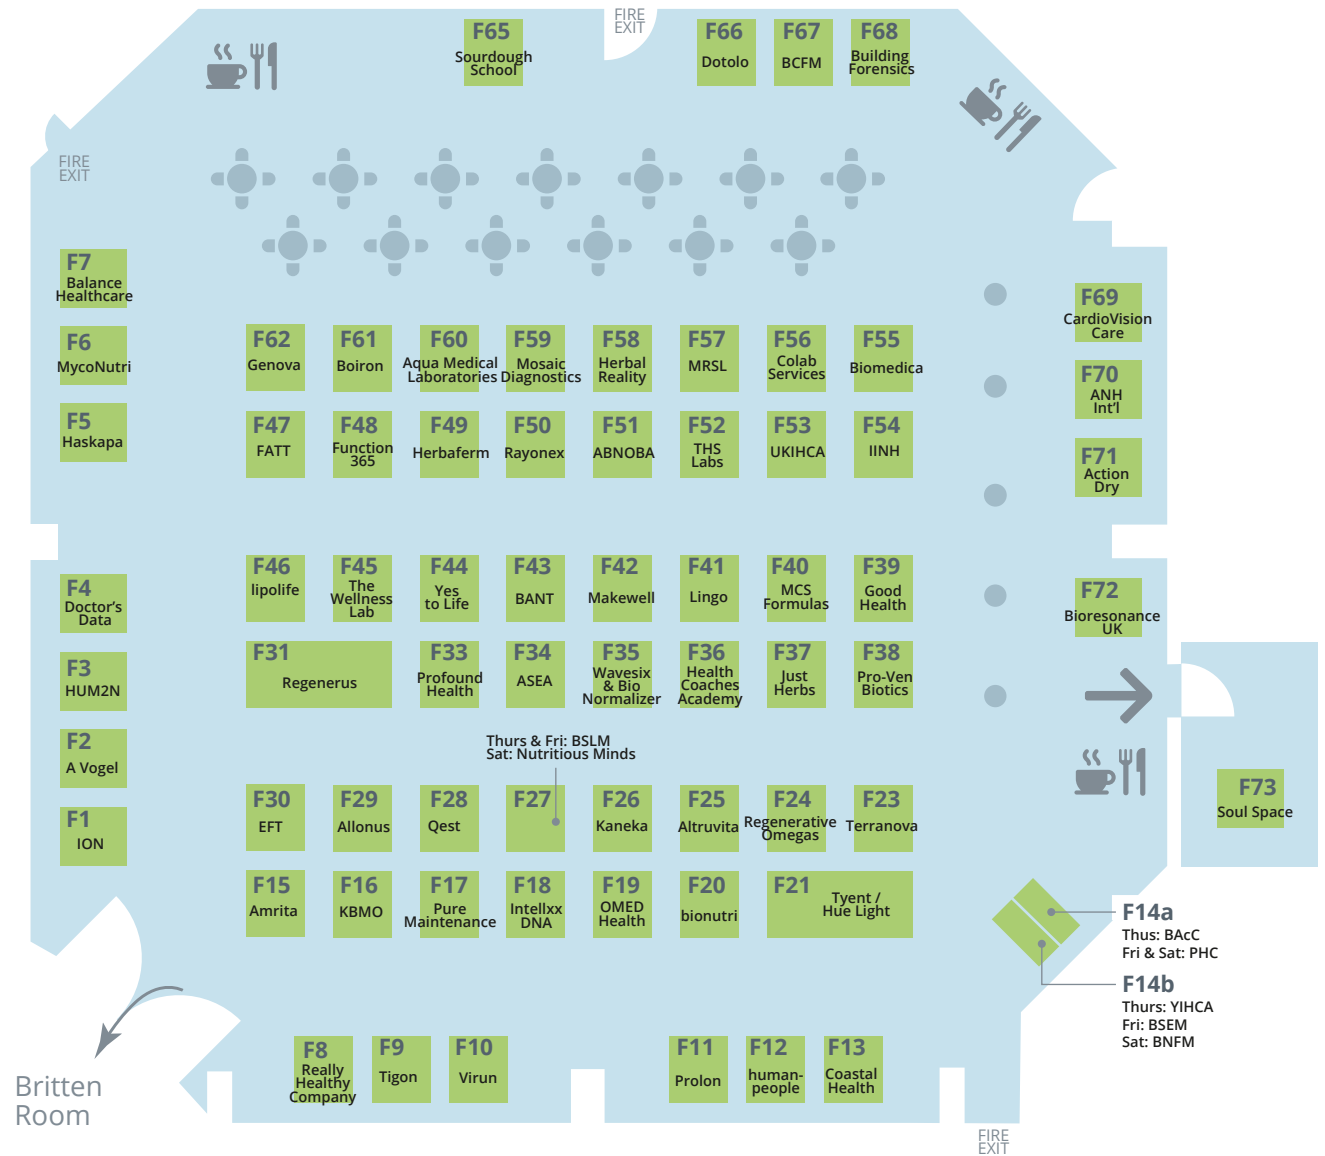 FIRE
EXIT
F65
Sourdough
School
F66
Dotolo
F67
BCFM
F68
Building
Forensics
FIRE
EXIT
F7
Balance
Healthcare
F6
MycoNutri
F5
Haskapa
F69
CardioVision
Care
F70
ANH
Int'l
F71
Action
Dry
F62
Genova
F61
Boiron
F60
Aqua Medical
Laboratories
F59
Mosaic
Diagnostics
F58
Herbal
Reality
F57
MRSL
F56
Colab
Services
F55
Biomedica
F47
FATT
F48
Function
365
F49
Herbaferm
F50
Rayonex
F51
ABNOBA
F52
THS
Labs
F53
UKIHCA
F54
IINH
F4
Doctor's
Data
F3
HUM2N
F2
A Vogel
F1
ION
F46
lipolife
F45
The
Wellness
Lab
F44
Yes
to Life
F43
BANT
F42
Makewell
F41
Lingo
F40
MCS
Formulas
F39
Good
Health
F72
Bioresonance
UK
F31
Regenerus
F33
Profound
Health
F34
ASEA
F35
Wavesix
& Bio
Normalizer
F36
Health
Coaches
Academy
F37
Just
Herbs
F38
Pro-Ven
Biotics
Thurs & Fri: BSLM
Sat: Nutritious Minds
F30
EFT
F29
Allonus
F28
Qest
F27
F26
Kaneka
F25
Altruvita
F24
Regenerative
Omegas
F23
Terranova
F73
Soul Space
F15
Amrita
F16
KBMO
F17
Pure
Maintenance
F18
Intellxx
DNA
F19
OMED
Health
F20
bionutri
F21
Tyent /
Hue Light
F14a
Thus: BAcC
Fri & Sat: PHC
F14b
Thurs: YIHCA
Fri: BSEM
Sat: BNFM
F8
Really
Healthy
Company
F9
Tigon
F10
Virun
F11
Prolon
F12
human-
people
F13
Coastal
Health
Britten
Room
FIRE
EXIT